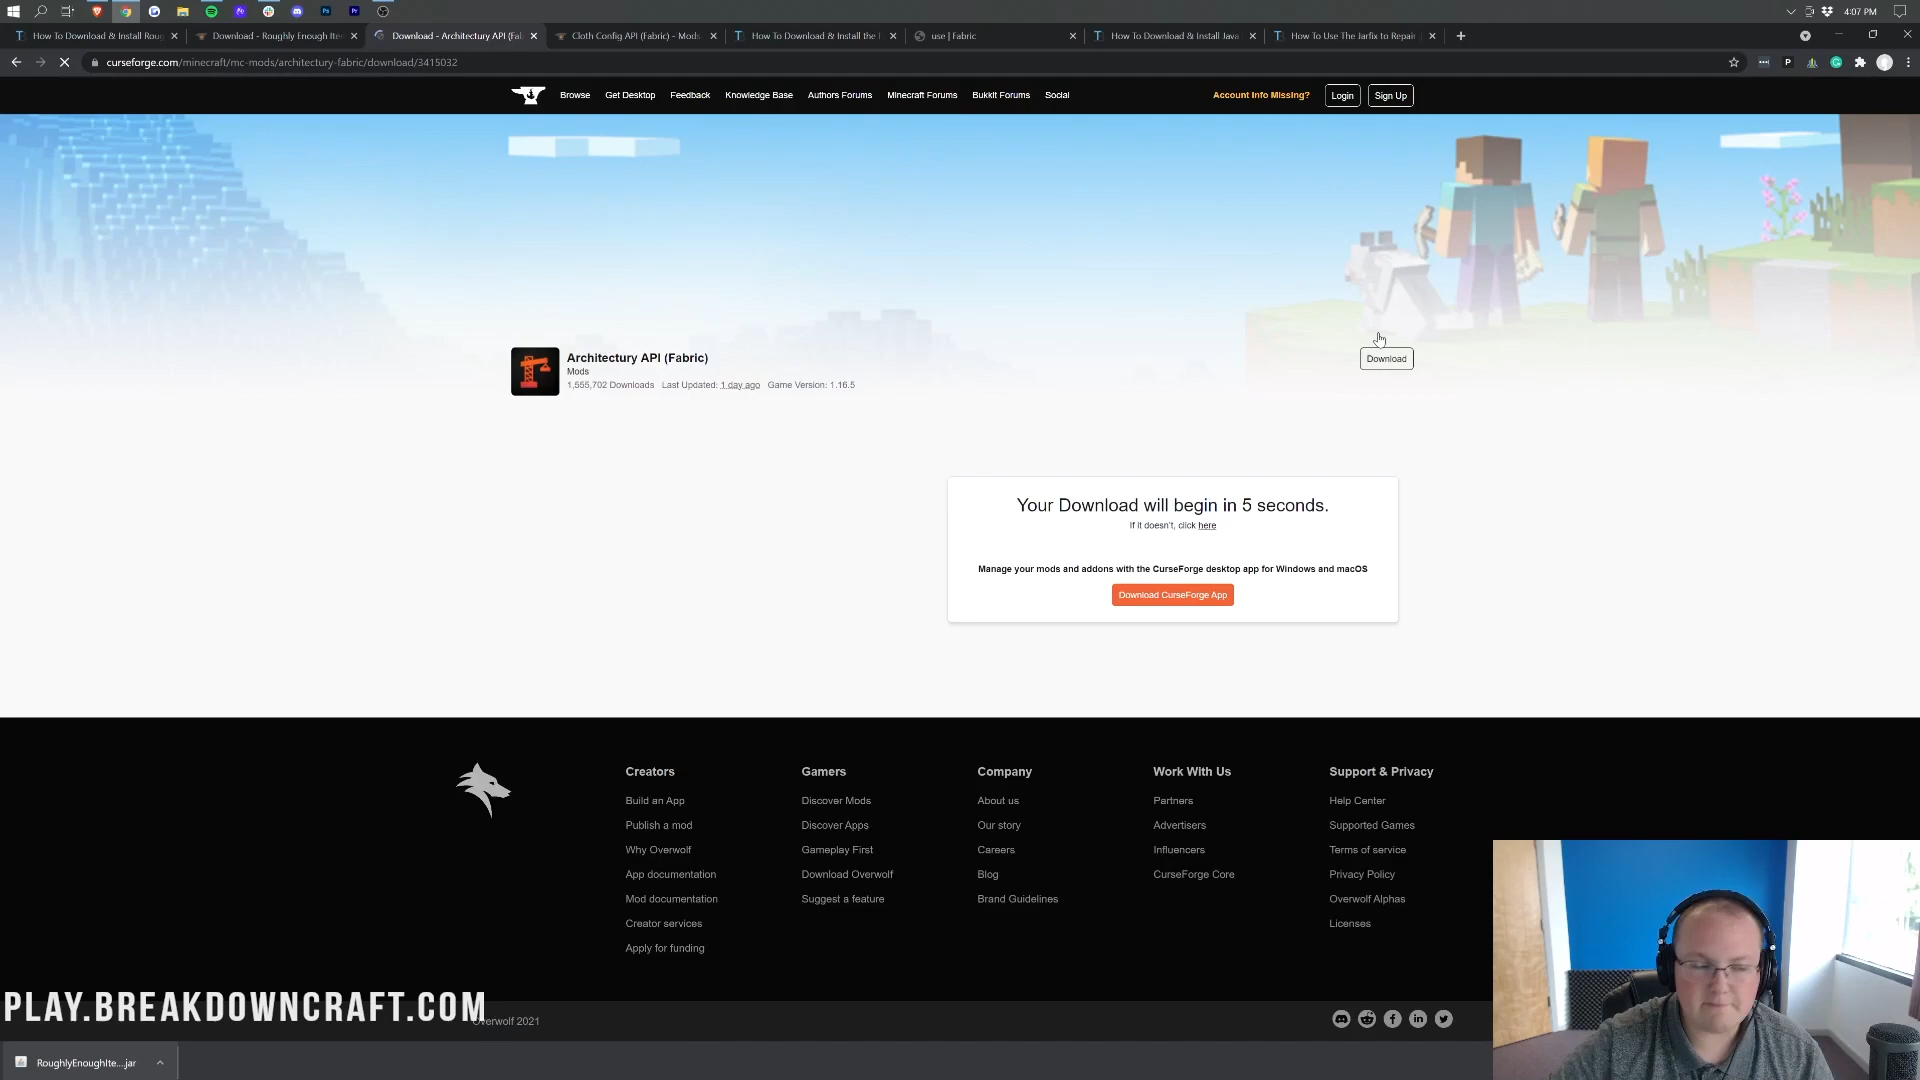 4:07 PM
How To Download & Install Roug
Download - Roughly Enough Ite
Download - Architectury API (Fab
Cloth Config API (Fabric) - Mods
How To Download & Install the
use | Fabric
How To Download & Install Java
How To Use The Jarfix to Repair
curseforge.com/minecraft/mc-mods/architectury-fabric/download/3415032
Browse Get Desktop Feedback Knowledge Base Authors Forums Minecraft Forums Bukkit Forums Social Account Info Missing? Login Sign Up
Architectury API (Fabric)
Download
Mods
1,555,702 Downloads Last Updated: 1 day ago Game Version: 1.16.5
Your Download will begin in 5 seconds.
If it doesn't, click here
Manage your mods and addons with the CurseForge desktop app for Windows and macOS
Download CurseForge App
Creators
Build an App
Publish a mod
Why Overwolf
App documentation
Mod documentation
Creator services
Apply for funding
Gamers
Discover Mods
Discover Apps
Gameplay First
Download Overwolf
Suggest a feature
Company
About us
Our story
Careers
Blog
Brand Guidelines
Work With Us
Partners
Advertisers
Influencers
CurseForge Core
Support & Privacy
Help Center
Supported Games
Terms of service
Privacy Policy
Overwolf Alphas
Licenses
PLAY.BREAKDOWNCRAFT.COM
Overwolf 2021
RoughlyEnoughIte....jar